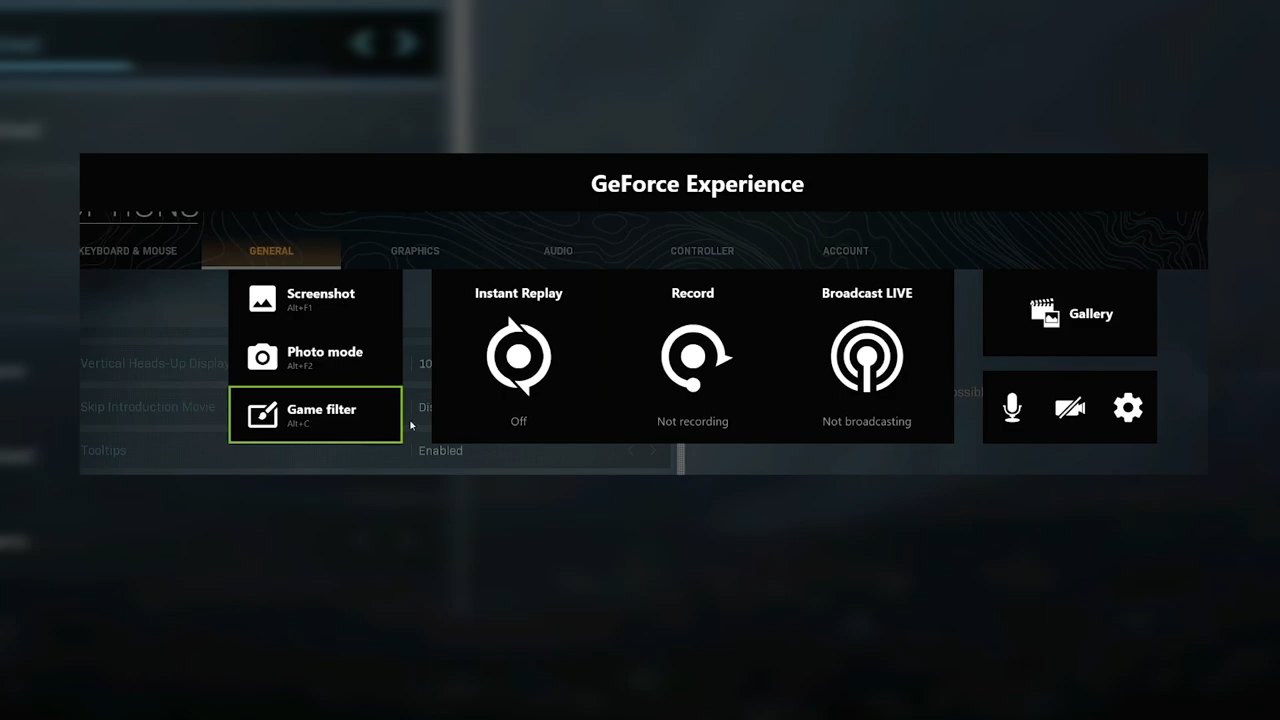 GeForce Experience
KEYBOARD & MOUSE
GENERAL
GRAPHICS
AUDIO
CONTROLLER
ACCOUNT
Screenshot
Alt+F1
Photo mode
Alt+F2
Game filter
Alt+C
Instant Replay
Off
Record
Not recording
Broadcast LIVE
Not broadcasting
Gallery
Vertical Heads-Up Display
10
Skip Introduction Movie
Dis
Tooltips
Enabled